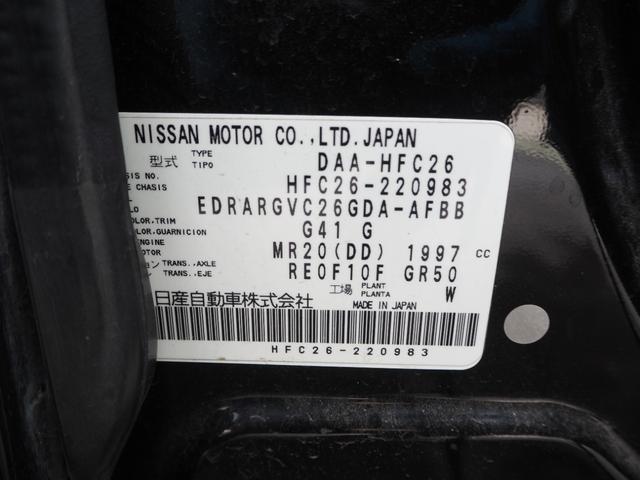 NISSAN MOTOR CO.,LTD.JAPAN
型式 TYPE TIPO DAA-HFC26
SIS NO. CHASIS HFC26-220983
EDRARGVC26GDA-AFBB
OLOR,TRIM
OLOR,GUARNICION G41 G
NGINE MOTOR MR20(DD) 1997 CC
TRANS.,AXLE TRANS.,EJE RE0F10F GR50
工場 PLANT PLANTA W
日産自動車株式会社 MADE IN JAPAN
HFC26-220983